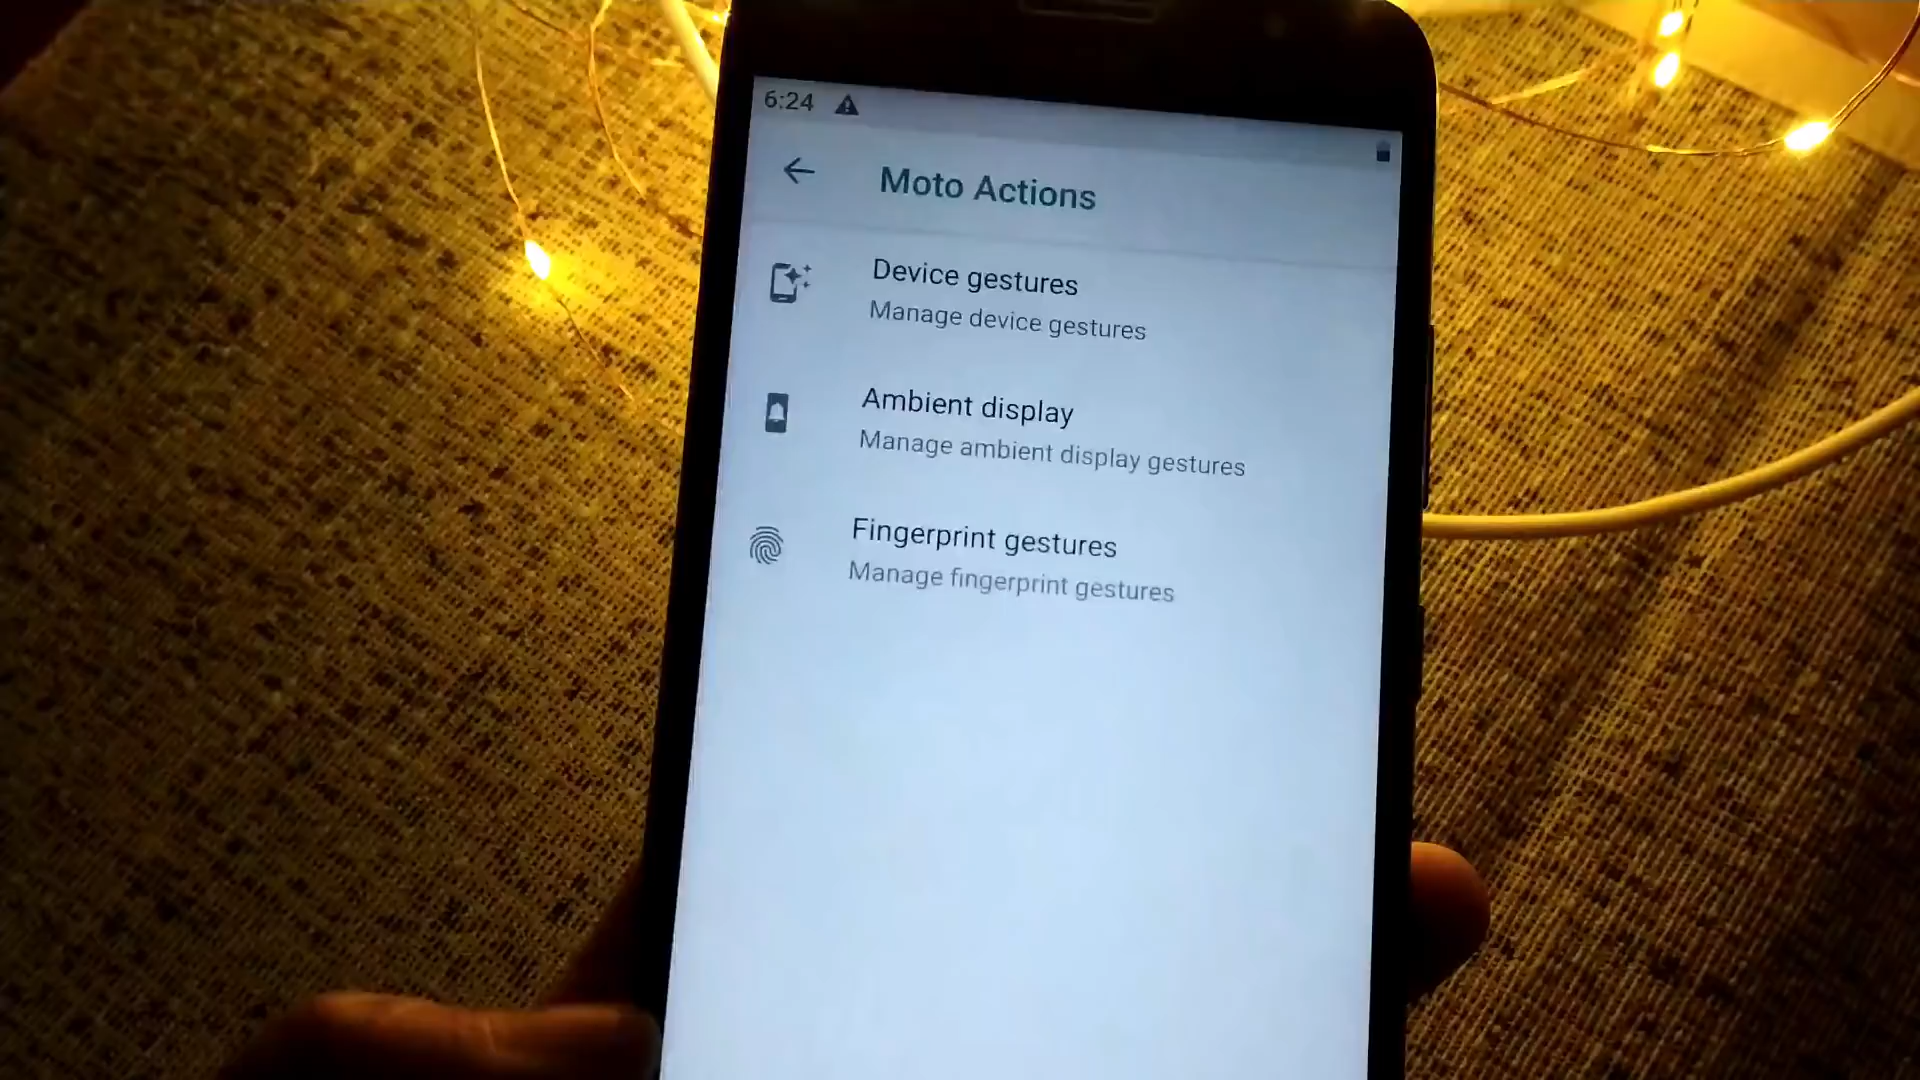 6:24
Moto Actions
Device gestures
Manage device gestures
Ambient display
Manage ambient display gestures
Fingerprint gestures
Manage fingerprint gestures